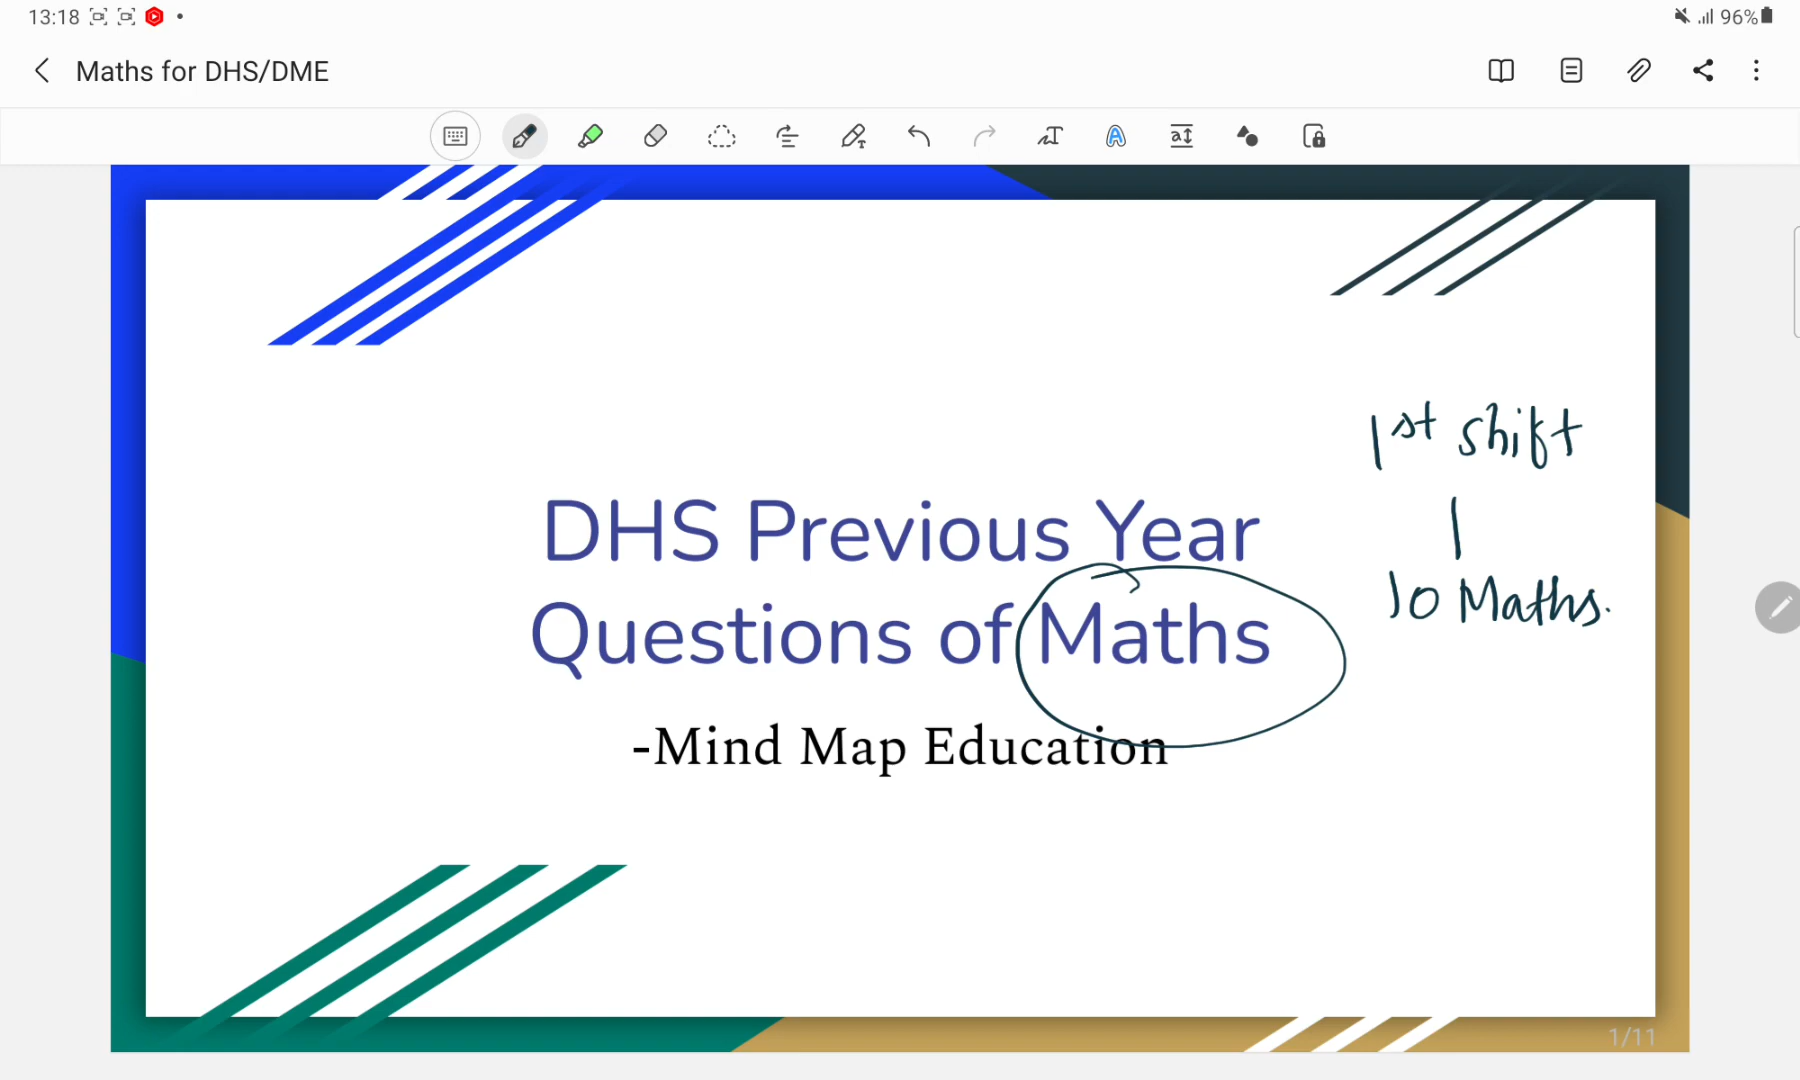 13:18
96%
Maths for DHS/DME
1st shift
DHS Previous Year
Questions of Maths
10 Maths.
-Mind Map Education
1/11